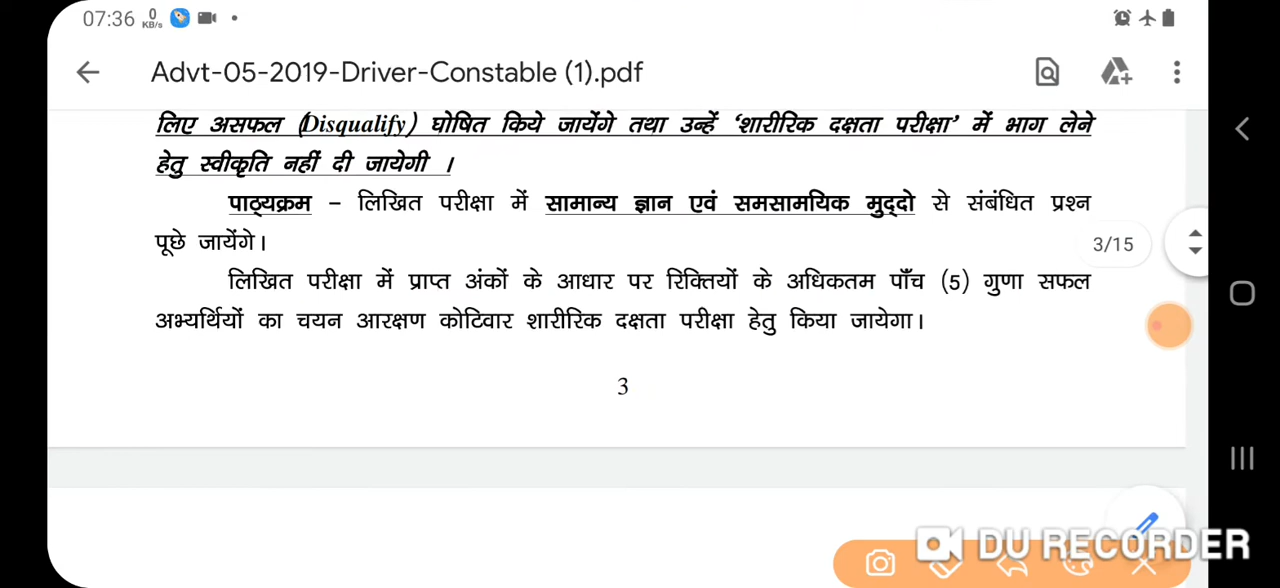 07:36 0 KB/s
Advt-05-2019-Driver-Constable (1).pdf
लिए असफल (Disqualify) घोषित किये जायेंगे तथा उन्हें ‘शारीरिक दक्षता परीक्षा’ में भाग लेने
हेतु स्वीकृति नहीं दी जायेगी ।
पाठ्यक्रम – लिखित परीक्षा में सामान्य ज्ञान एवं समसामयिक मुद्दो से संबंधित प्रश्न
पूछे जायेंगे।
3/15
लिखित परीक्षा में प्राप्त अंकों के आधार पर रिक्तियों के अधिकतम पाँच (5) गुणा सफल
अभ्यर्थियों का चयन आरक्षण कोटिवार शारीरिक दक्षता परीक्षा हेतु किया जायेगा।
3
DU RECORDER